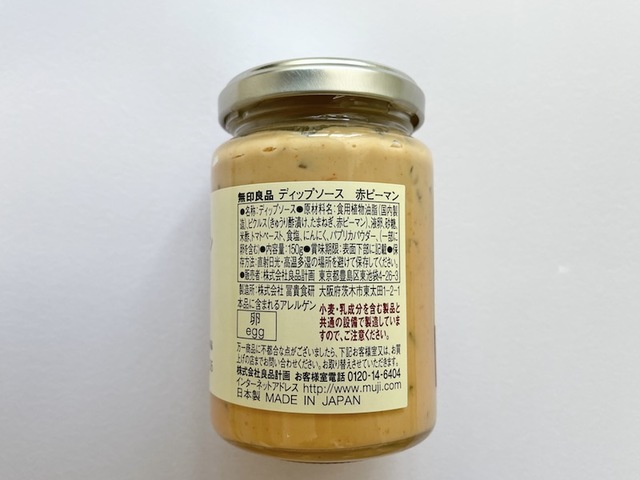 無印良品 ディップソース 赤ピーマン
●名称:ディップソース●原材料名:食用植物油脂(国内製
造)、ピクルス(きゅうり酢漬け、たまねぎ、赤ピーマン)、液卵、砂糖、
米酢、トマトペースト、食塩、にんにく、パプリカパウダー、(一部に
卵を含む)●内容量:150g●賞味期限:表面下部に記載●保
存方法:直射日光・高温多湿の場所を避けて保存してください。
●販売者:株式会社良品計画 東京都豊島区東池袋4-26-3
製造所:株式会社 冨貴食研 大阪府茨木市東太田1-2-1
本品に含まれるアレルゲン
卵
egg
小麦・乳成分を含む製品と
共通の設備で製造していま
すので、ご注意ください。
万一商品に不都合な点がございましたら、下記お客様室又は、お買
上げの店までお問い合わせください。お取り替えさせていただきます。
株式会社良品計画 お客様室電話 0120-14-6404
インターネットアドレス http://www.muji.com/
日本製 MADE IN JAPAN